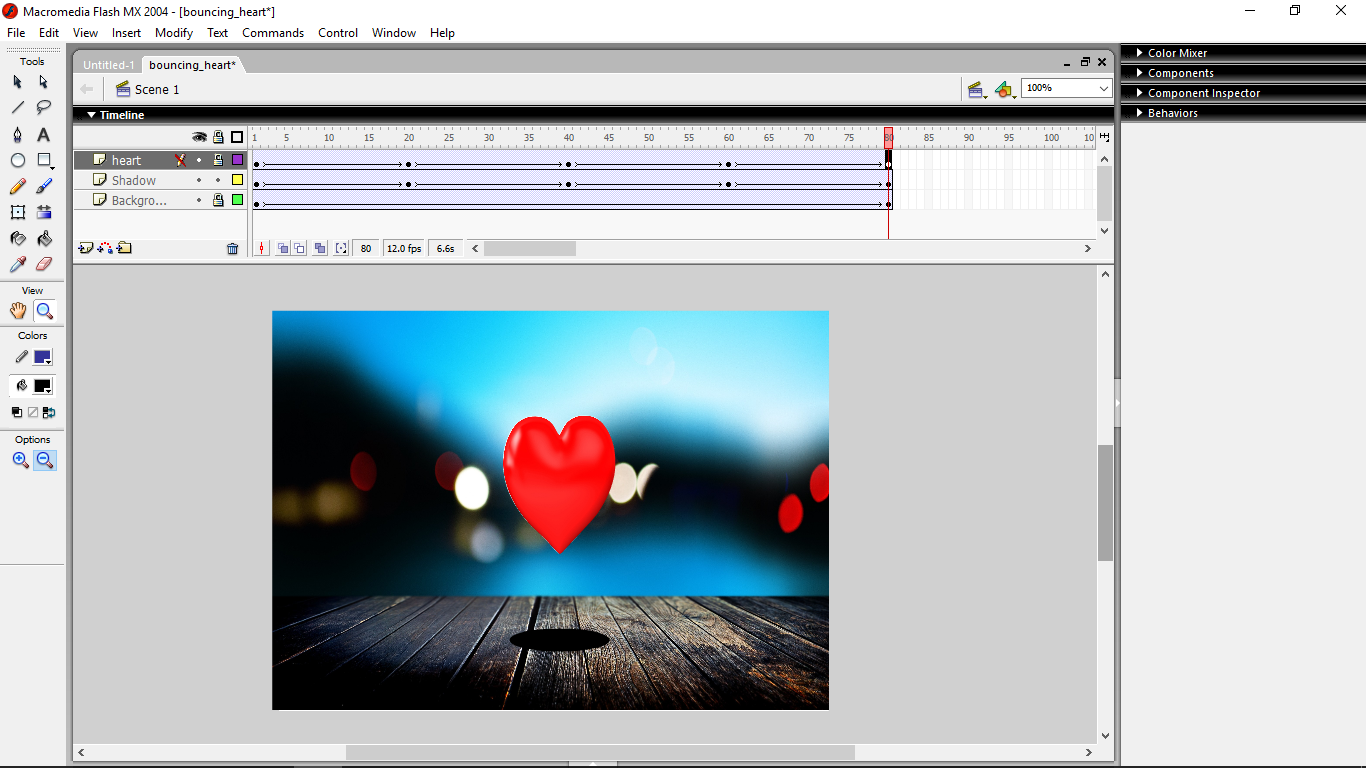 Macromedia Flash MX 2004 - [bouncing_heart*]
File Edit View Insert Modify Text Commands Control Window Help
Tools
View
Colors
Options
Untitled-1 bouncing_heart*
Scene 1
100%
Timeline
1 5 10 15 20 25 30 35 40 45 50 55 60 65 70 75 80 85 90 95 100 10
heart
Shadow
Backgro...
80 12.0 fps 6.6s
Color Mixer
Components
Component Inspector
Behaviors